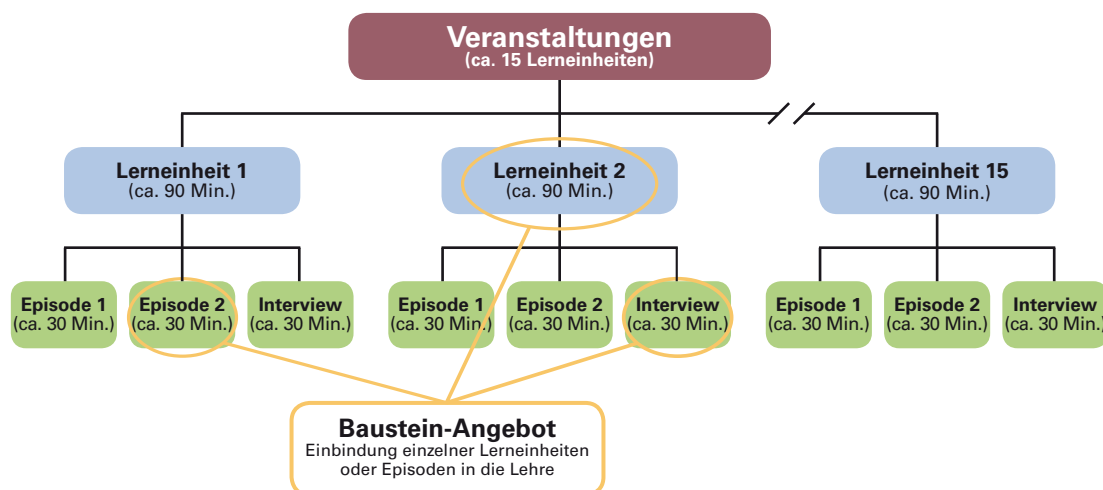 Veranstaltungen
(ca. 15 Lerneinheiten)
Lerneinheit 1
(ca. 90 Min.)
Lerneinheit 2
(ca. 90 Min.)
Lerneinheit 15
(ca. 90 Min.)
Episode 1
(ca. 30 Min.)
Episode 2
(ca. 30 Min.)
Interview
(ca. 30 Min.)
Episode 1
(ca. 30 Min.)
Episode 2
(ca. 30 Min.)
Interview
(ca. 30 Min.)
Episode 1
(ca. 30 Min.)
Episode 2
(ca. 30 Min.)
Interview
(ca. 30 Min.)
Baustein-Angebot
Einbindung einzelner Lerneinheiten
oder Episoden in die Lehre